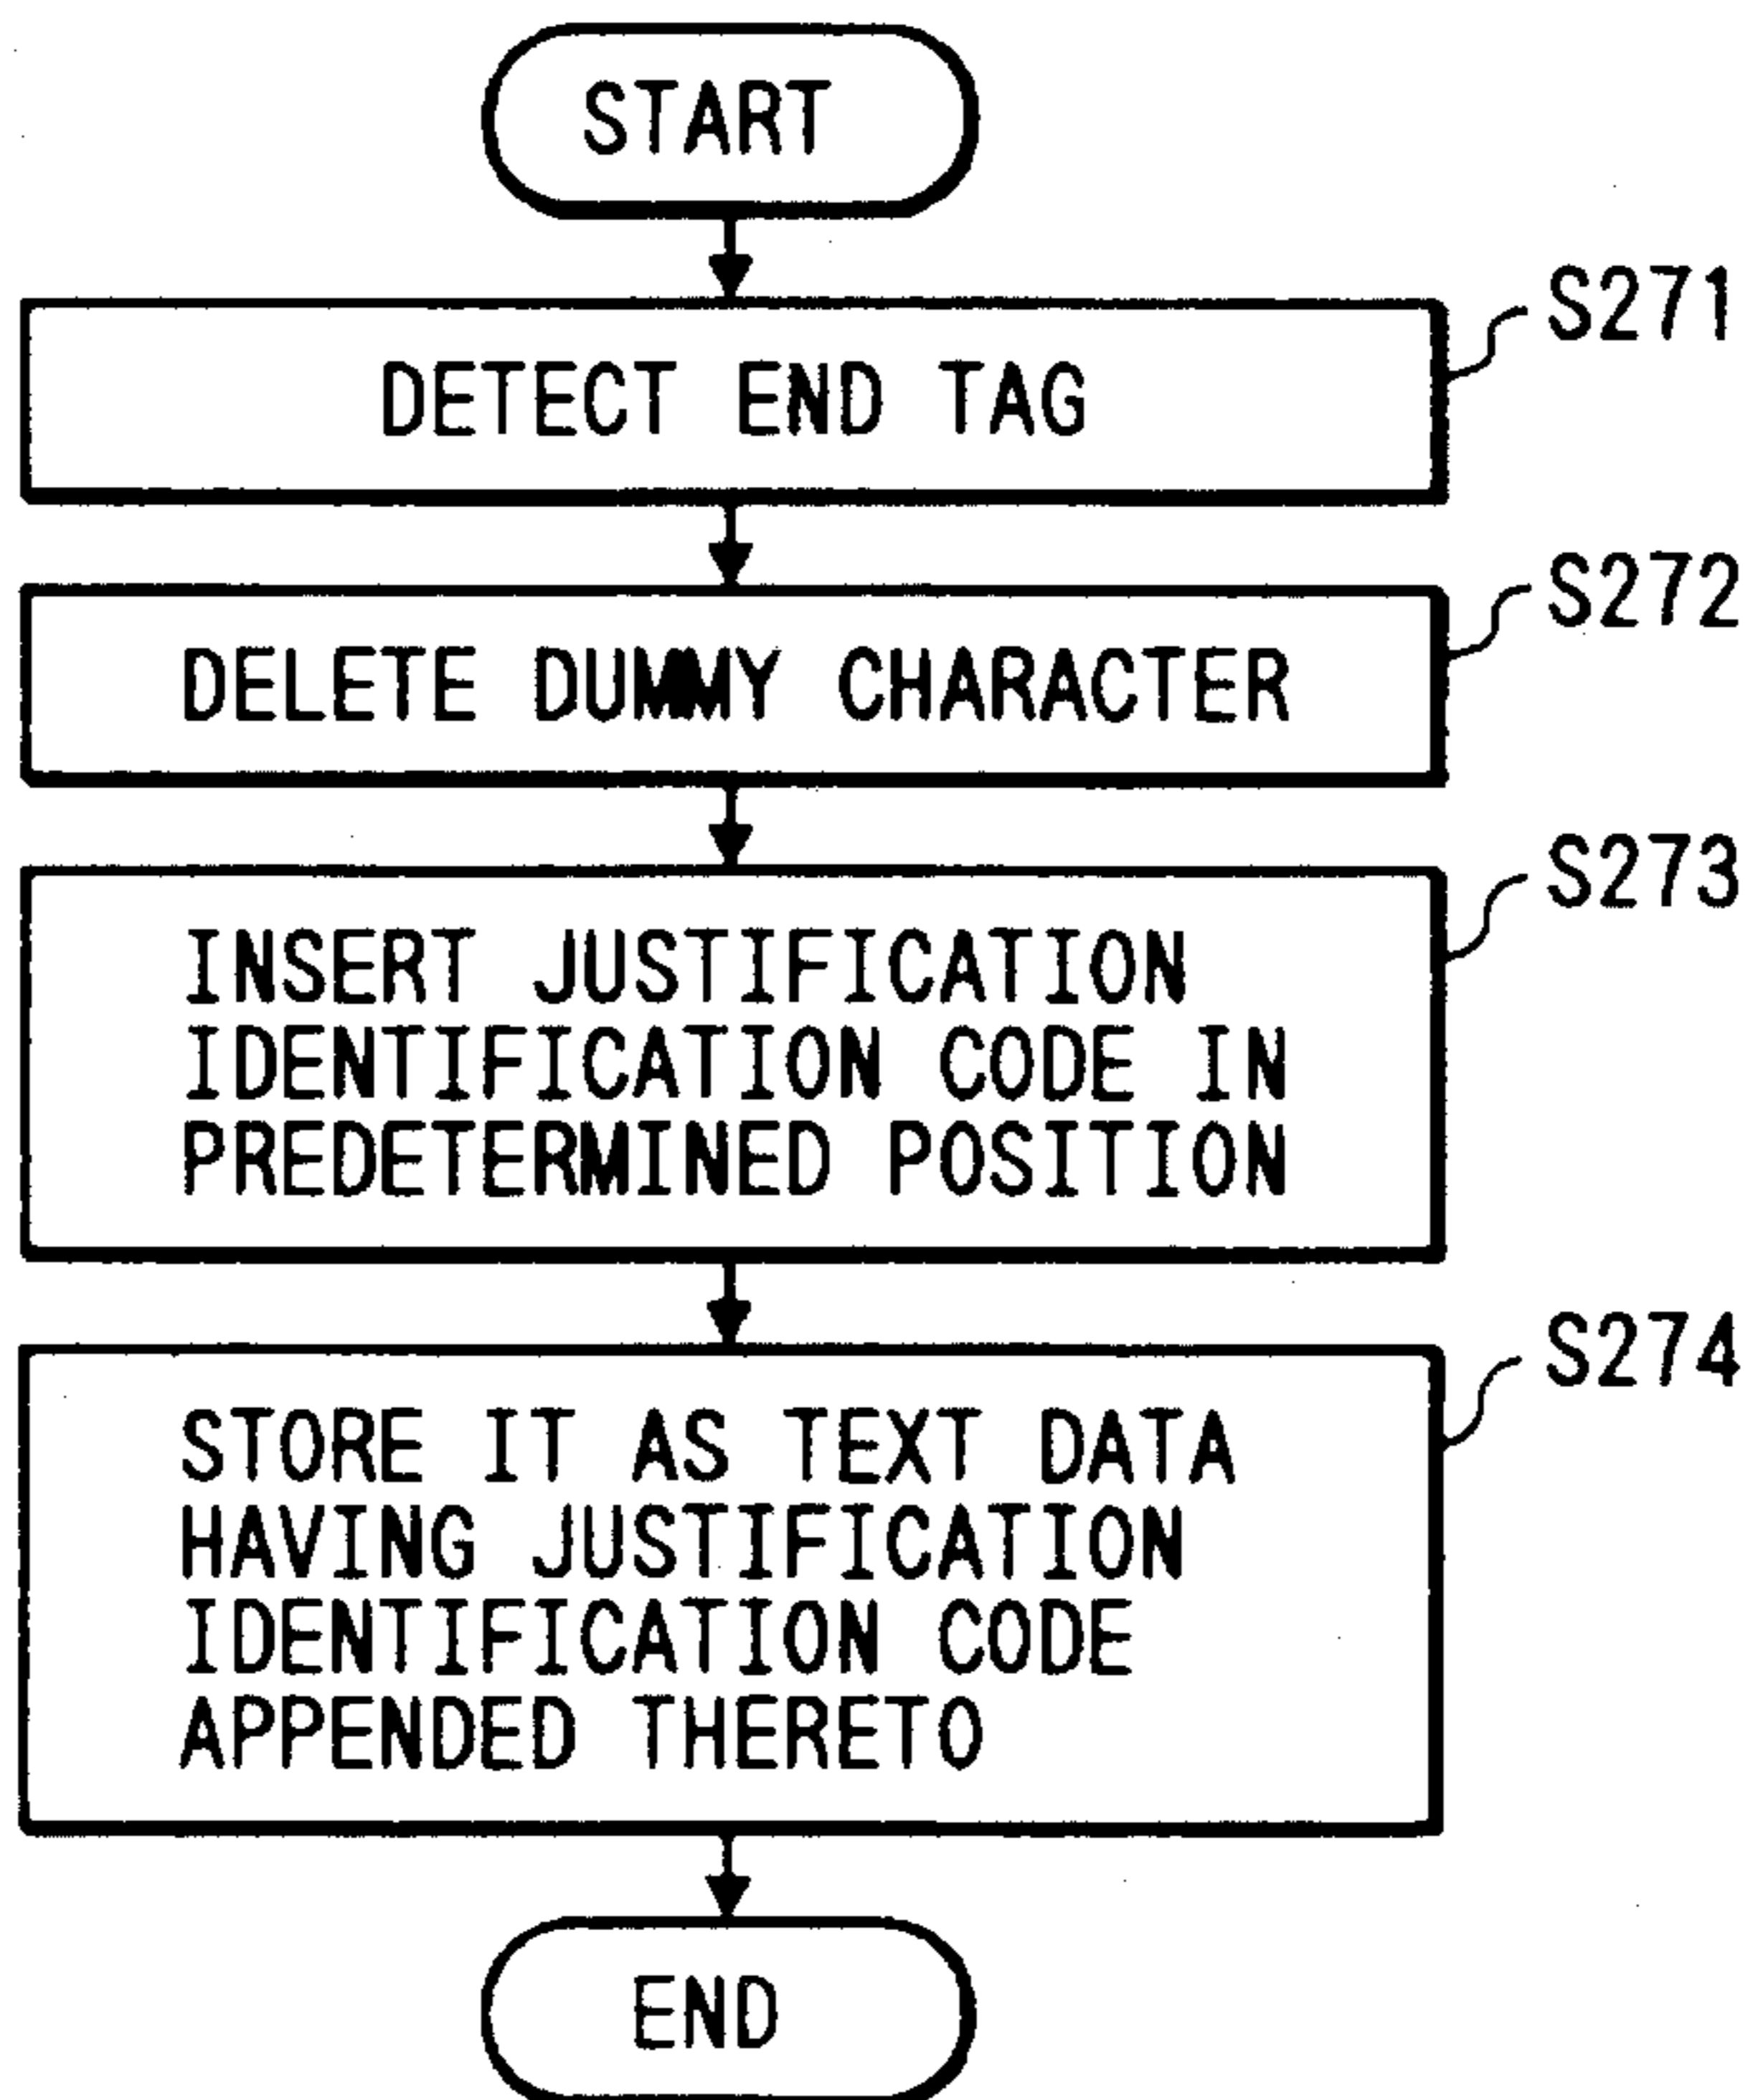 START
S271
DETECT END TAG
S272
DELETE DUMMY CHARACTER
S273
INSERT JUSTIFICATION
IDENTIFICATION CODE IN
PREDETERMINED POSITION
S274
STORE IT AS TEXT DATA
HAVING JUSTIFICATION
IDENTIFICATION CODE
APPENDED THERETO
END